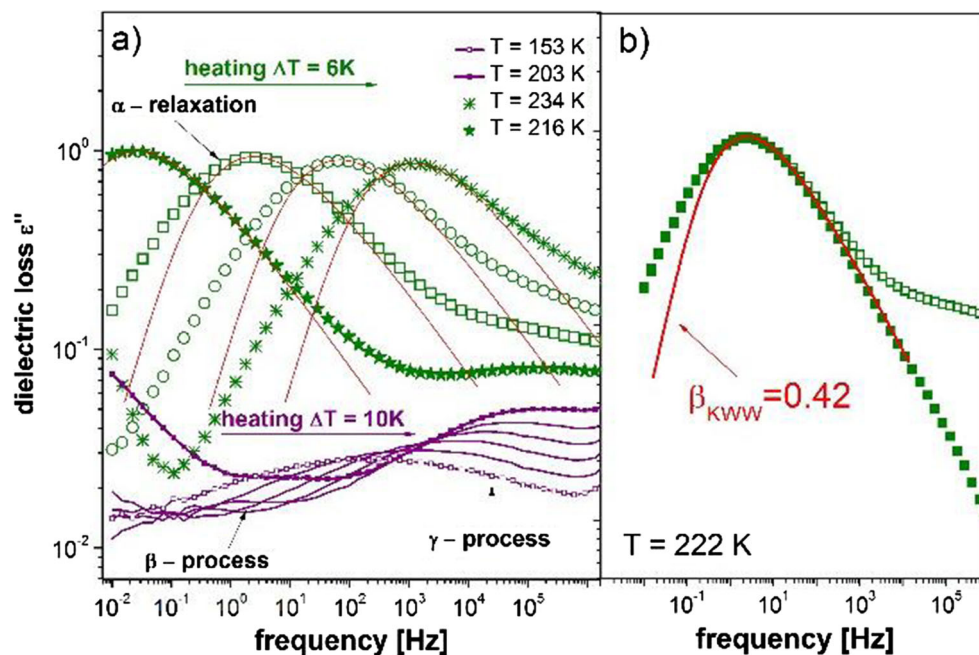 a)
heating ΔT = 6K
α – relaxation
T = 153 K
T = 203 K
T = 234 K
T = 216 K
dielectric loss ε''
10⁰
10⁻¹
10⁻²
heating ΔT = 10K
β – process
γ – process
10⁻² 10⁻¹ 10⁰ 10¹ 10² 10³ 10⁴ 10⁵
frequency [Hz]
b)
β_KWW=0.42
T = 222 K
10⁻¹ 10¹ 10³ 10⁵
frequency [Hz]